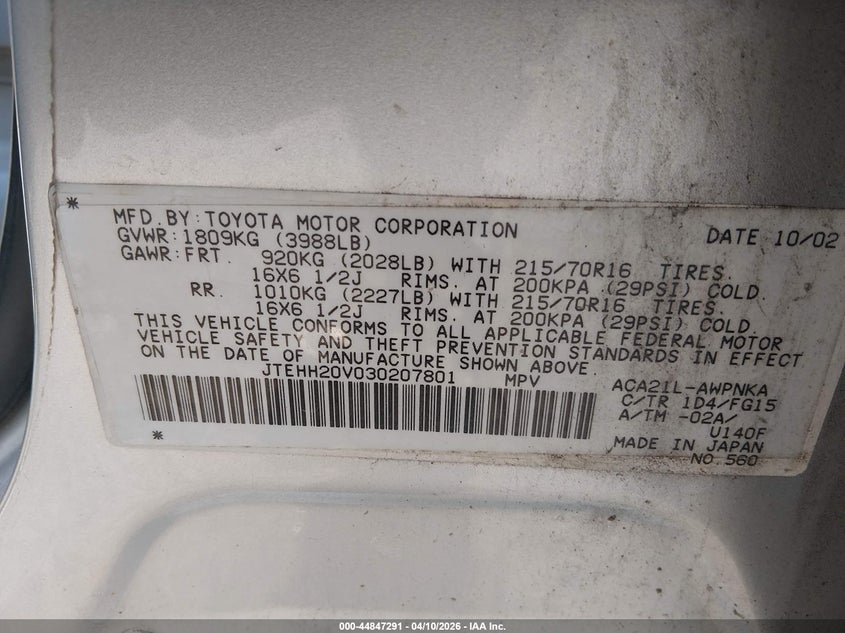 * MFD.BY:TOYOTA MOTOR CORPORATION DATE 10/02
GVWR:1809KG (3988LB)
GAWR:FRT. 920KG (2028LB) WITH 215/70R16 TIRES.
16X6 1/2J RIMS. AT 200KPA (29PSI) COLD.
RR. 1010KG (2227LB) WITH 215/70R16 TIRES.
16X6 1/2J RIMS. AT 200KPA (29PSI) COLD.
THIS VEHICLE CONFORMS TO ALL APPLICABLE FEDERAL MOTOR
VEHICLE SAFETY AND THEFT PREVENTION STANDARDS IN EFFECT
ON THE DATE OF MANUFACTURE SHOWN ABOVE.
JTEHH20V030207801 MPV ACA21L-AWPNKA
C/TR 1D4/FG15
A/TM -02A/
U140F
* MADE IN JAPAN
NO.560
000-44847291 - 04/10/2026 - IAA Inc.